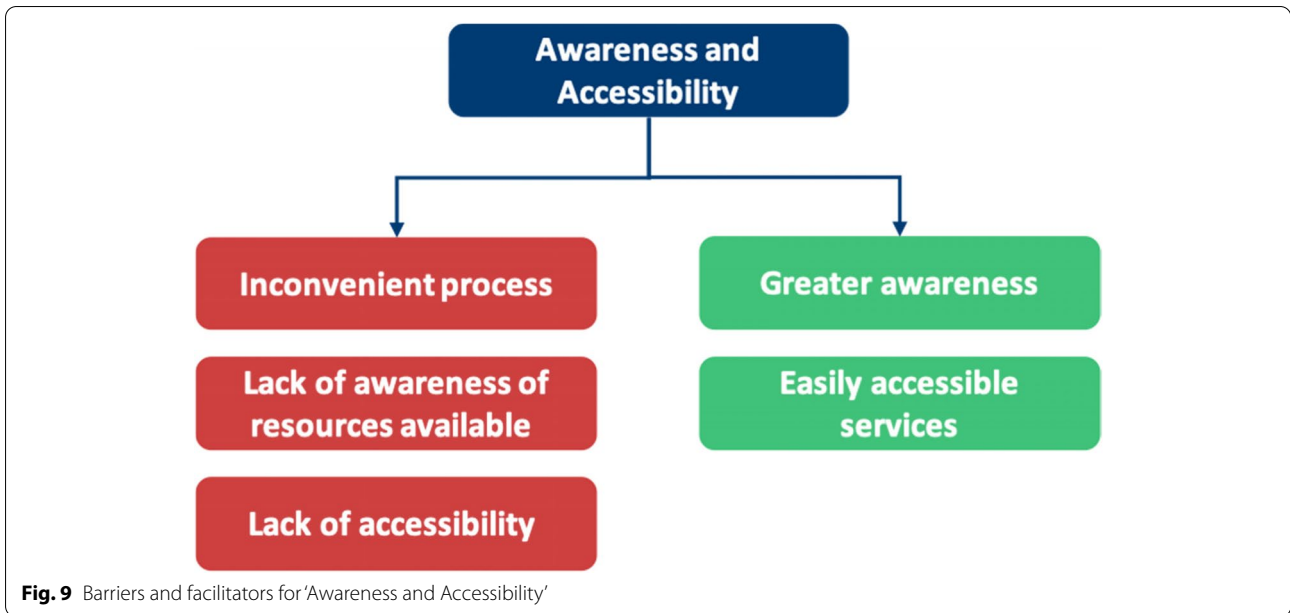 Awareness and
Accessibility
Inconvenient process
Greater awareness
Lack of awareness of
resources available
Easily accessible
services
Lack of accessibility
Fig. 9 Barriers and facilitators for ‘Awareness and Accessibility’